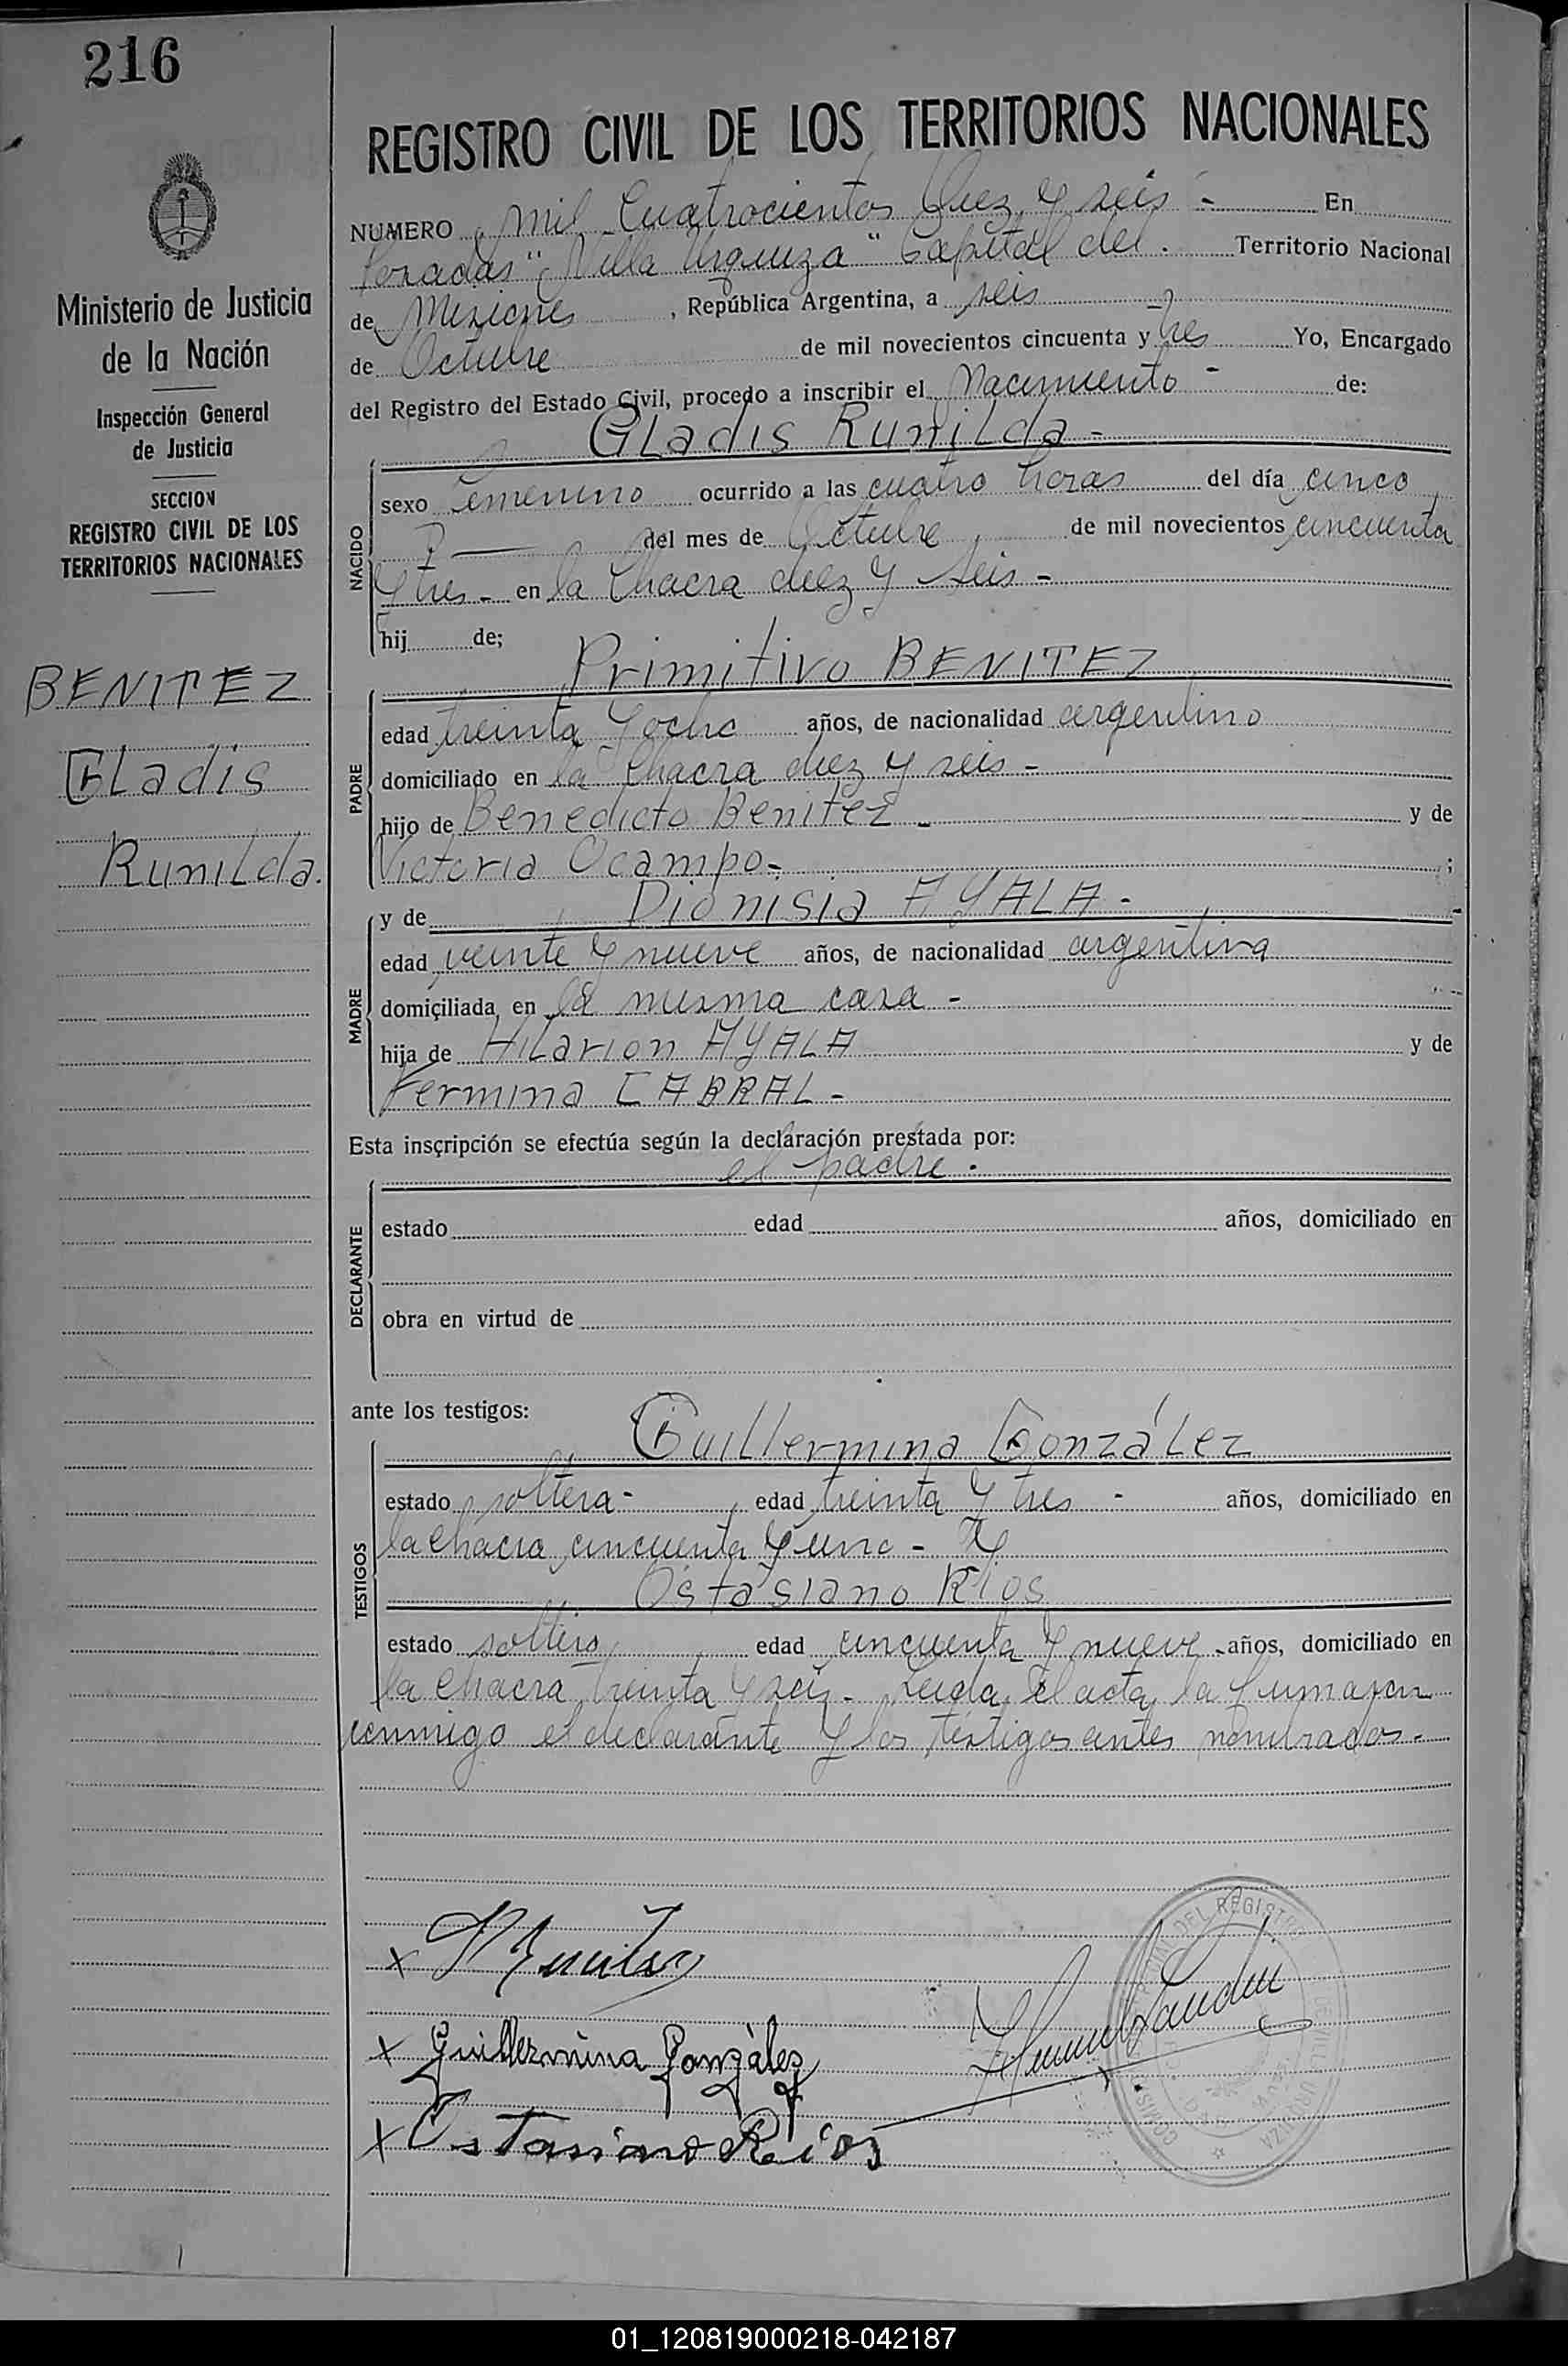 216
Ministerio de Justicia
de la Nación
Inspección General
de Justicia
SECCION
REGISTRO CIVIL DE LOS
TERRITORIOS NACIONALES
BENITEZ
Gladis
Runilda.
REGISTRO CIVIL DE LOS TERRITORIOS NACIONALES
NUMERO mil Cuatrocientos Diez y seis - En
Posadas "Villa Urquiza" Capital del Territorio Nacional
de Misiones, República Argentina, a seis
de Octubre de mil novecientos cincuenta y tres Yo, Encargado
del Registro del Estado Civil, procedo a inscribir el Nacimiento - de:
Gladis Runilda -
NACIDO
sexo femenino ocurrido a las cuatro horas del día cinco
del mes de Octubre de mil novecientos cincuenta
y tres - en la Chacra diez y seis -
hij de;
Primitivo BENITEZ
PADRE
edad treinta y ocho años, de nacionalidad argentino
domiciliado en la Chacra diez y seis -
hijo de Benedicto Benitez - y de
Victoria Ocampo - ;
MADRE
y de Dionisia AYALA -
edad veinte y nueve años, de nacionalidad argentina
domiciliada en la misma casa -
hija de Hilarion AYALA y de
Fermina CABRAL -
Esta inscripción se efectúa según la declaración prestada por:
el padre.
DECLARANTE
estado edad años, domiciliado en
obra en virtud de
ante los testigos:
Guillermina González
TESTIGOS
estado soltera - edad treinta y tres - años, domiciliado en
la chacra cincuenta y uno - y
Ostasiano Rios
estado soltero edad cincuenta y nueve - años, domiciliado en
la chacra treinta y seis - Leida el acta, la firmaron
conmigo el declarante y los testigos antes nombrados.-
x
x Guillermina González
x Ostasiano Rios
DEL REGISTRO
URQUIZA
01_120819000218-042187